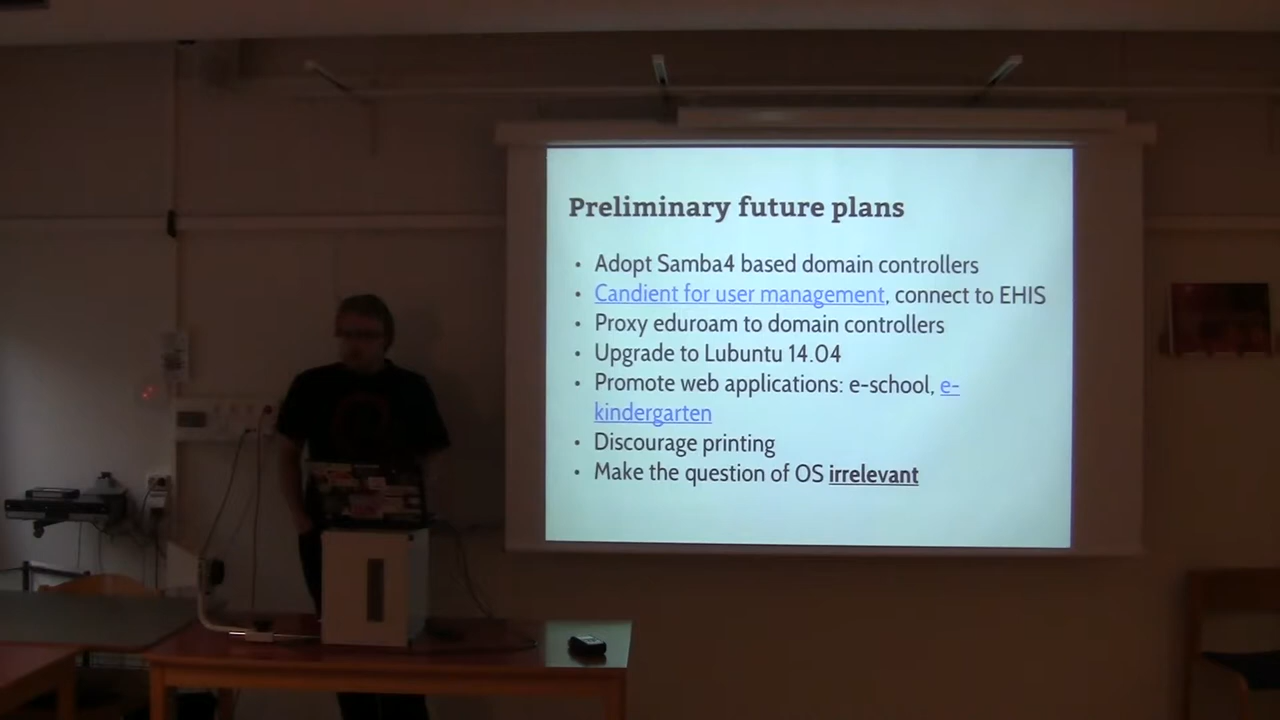 Preliminary future plans
• Adopt Samba4 based domain controllers
• Candient for user management, connect to EHIS
• Proxy eduroam to domain controllers
• Upgrade to Lubuntu 14.04
• Promote web applications: e-school, e-
kindergarten
• Discourage printing
• Make the question of OS irrelevant